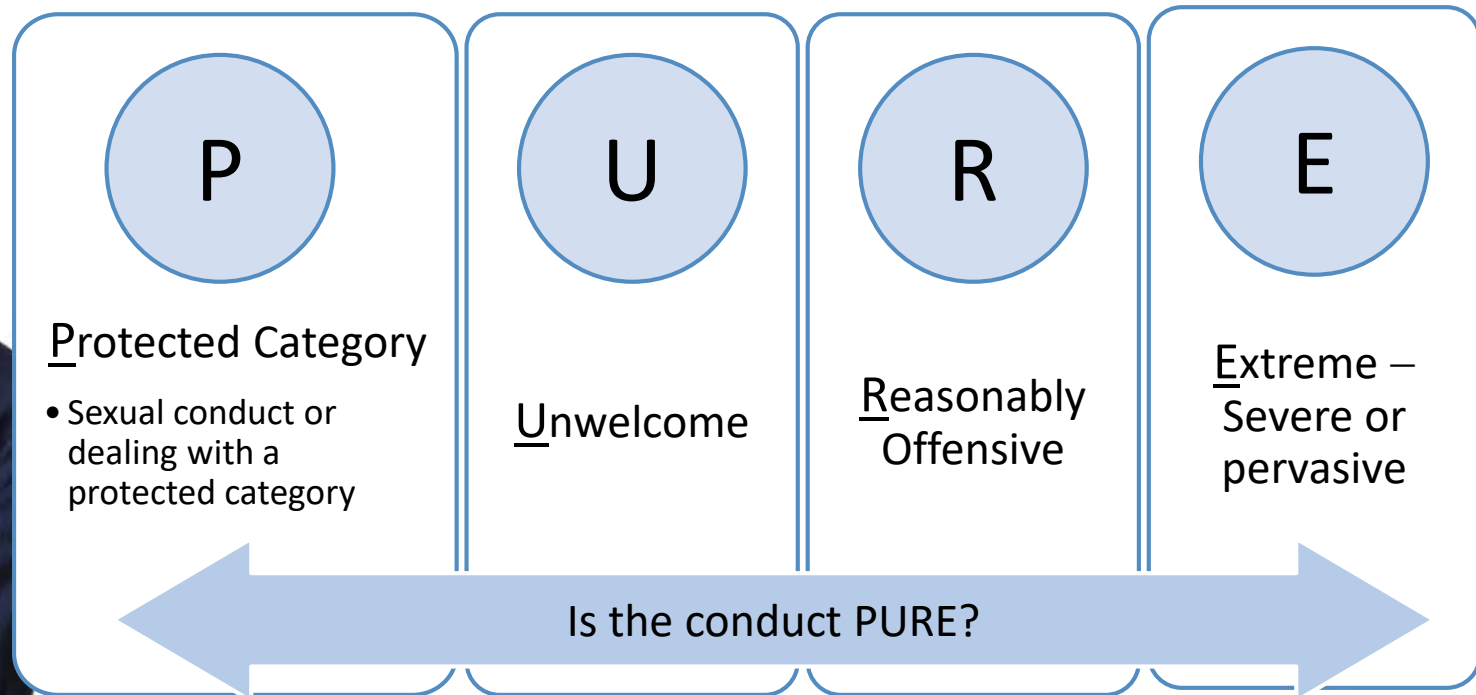 P
U
R
E
Protected Category
• Sexual conduct or
dealing with a
protected category
Unwelcome
Reasonably
Offensive
Extreme –
Severe or
pervasive
Is the conduct PURE?